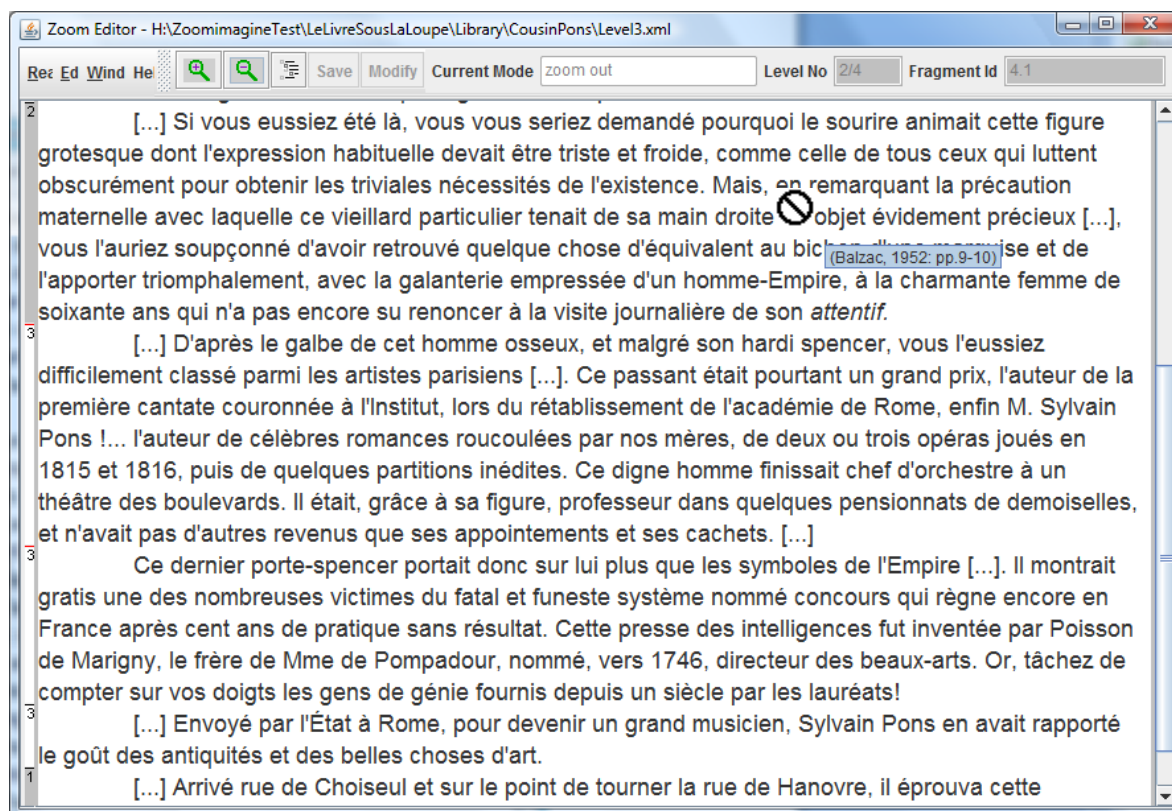 Zoom Editor - H:\ZoomimagineTest\LeLivreSousLaLoupe\Library\CousinPons\Level3.xml
Rea Ed Wind He Save Modify Current Mode zoom out Level No 2/4 Fragment Id 4.1
2
[...] Si vous eussiez été là, vous vous seriez demandé pourquoi le sourire animait cette figure
grotesque dont l'expression habituelle devait être triste et froide, comme celle de tous ceux qui luttent
obscurément pour obtenir les triviales nécessités de l'existence. Mais, en remarquant la précaution
maternelle avec laquelle ce vieillard particulier tenait de sa main droite objet évidement précieux [...],
vous l'auriez soupçonné d'avoir retrouvé quelque chose d'équivalent au bichon d'une marquise et de
(Balzac, 1952: pp.9-10)
l'apporter triomphalement, avec la galanterie empressée d'un homme-Empire, à la charmante femme de
soixante ans qui n'a pas encore su renoncer à la visite journalière de son attentif.
3
[...] D'après le galbe de cet homme osseux, et malgré son hardi spencer, vous l'eussiez
difficilement classé parmi les artistes parisiens [...]. Ce passant était pourtant un grand prix, l'auteur de la
première cantate couronnée à l'Institut, lors du rétablissement de l'académie de Rome, enfin M. Sylvain
Pons !... l'auteur de célèbres romances roucoulées par nos mères, de deux ou trois opéras joués en
1815 et 1816, puis de quelques partitions inédites. Ce digne homme finissait chef d'orchestre à un
théâtre des boulevards. Il était, grâce à sa figure, professeur dans quelques pensionnats de demoiselles,
et n'avait pas d'autres revenus que ses appointements et ses cachets. [...]
3
Ce dernier porte-spencer portait donc sur lui plus que les symboles de l'Empire [...]. Il montrait
gratis une des nombreuses victimes du fatal et funeste système nommé concours qui règne encore en
France après cent ans de pratique sans résultat. Cette presse des intelligences fut inventée par Poisson
de Marigny, le frère de Mme de Pompadour, nommé, vers 1746, directeur des beaux-arts. Or, tâchez de
compter sur vos doigts les gens de génie fournis depuis un siècle par les lauréats!
3
[...] Envoyé par l'État à Rome, pour devenir un grand musicien, Sylvain Pons en avait rapporté
le goût des antiquités et des belles choses d'art.
1
[...] Arrivé rue de Choiseul et sur le point de tourner la rue de Hanovre, il éprouva cette